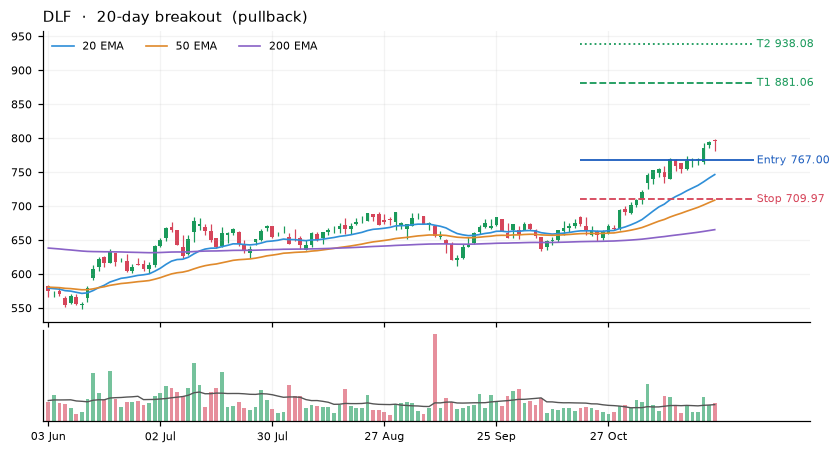 DLF · 20-day breakout (pullback)
20 EMA 50 EMA 200 EMA
950
900
850
800
750
700
650
600
550
T2 938.08
T1 881.06
Entry 767.00
Stop 709.97
03 Jun 02 Jul 30 Jul 27 Aug 25 Sep 27 Oct